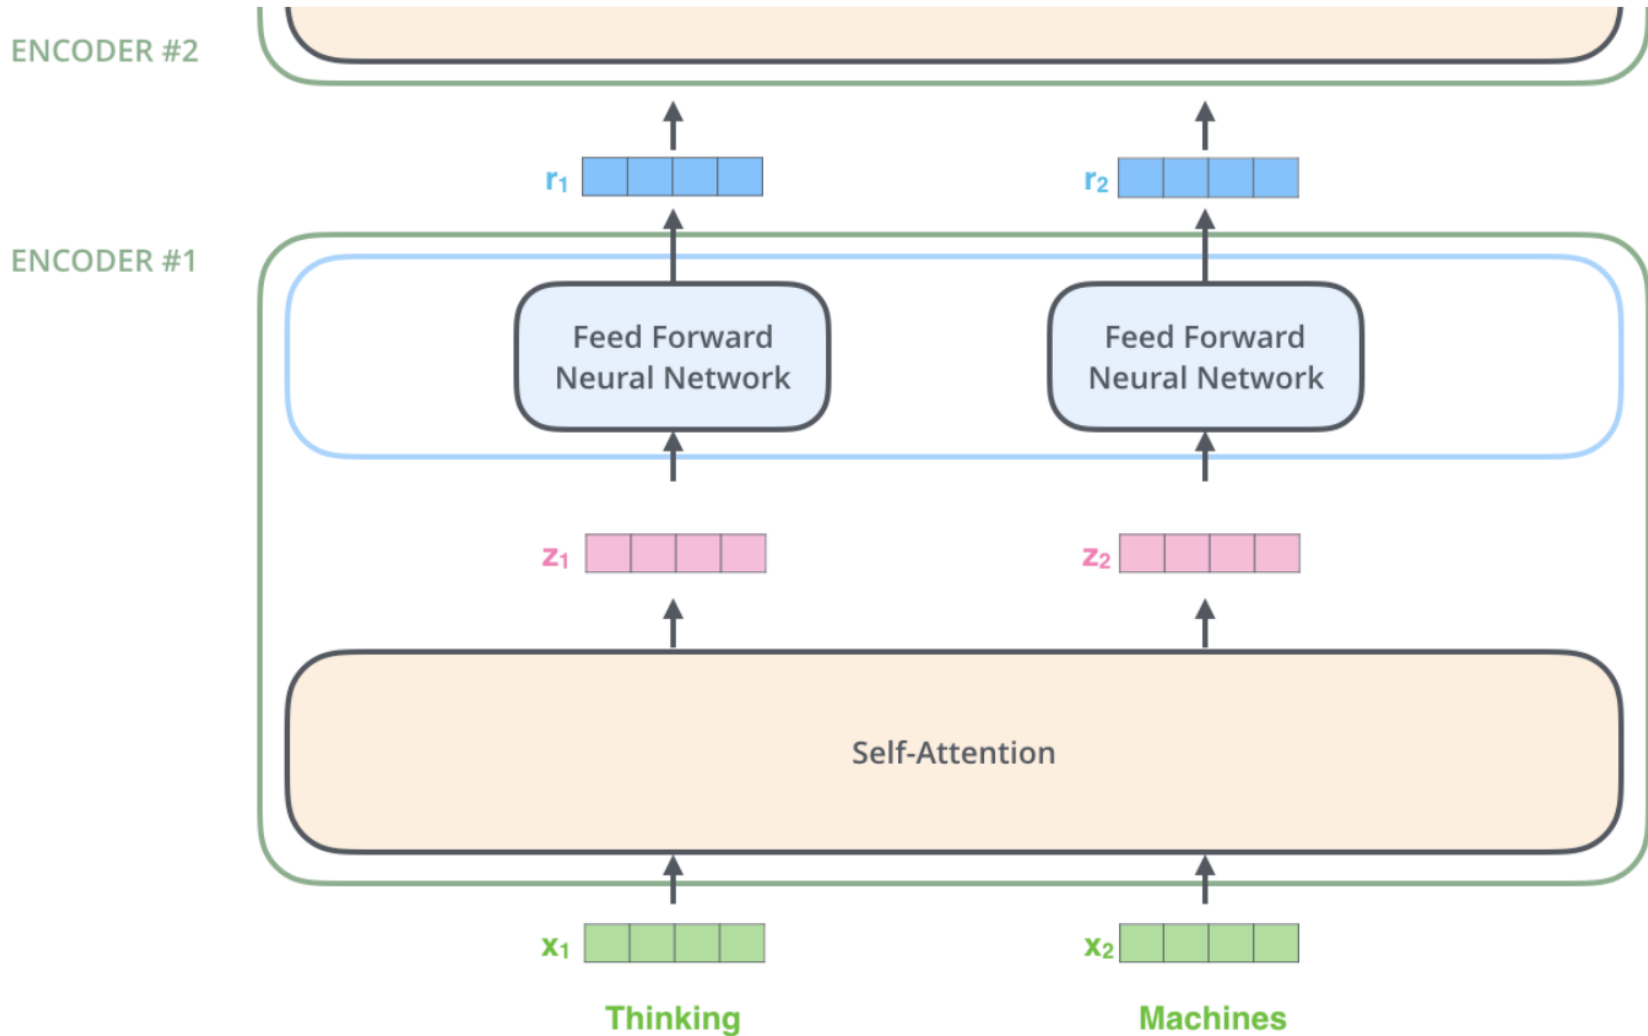 ENCODER #2
r₁
r₂
ENCODER #1
Feed Forward
Neural Network
Feed Forward
Neural Network
z₁
z₂
Self-Attention
x₁
x₂
Thinking
Machines